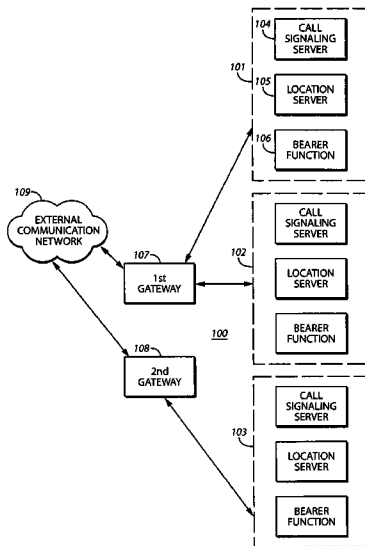 104
CALL
SIGNALING
SERVER
101
105
LOCATION
SERVER
106
BEARER
FUNCTION
109
EXTERNAL
COMMUNICATION
NETWORK
107
1st
GATEWAY
102
CALL
SIGNALING
SERVER
LOCATION
SERVER
BEARER
FUNCTION
100
108
2nd
GATEWAY
103
CALL
SIGNALING
SERVER
LOCATION
SERVER
BEARER
FUNCTION